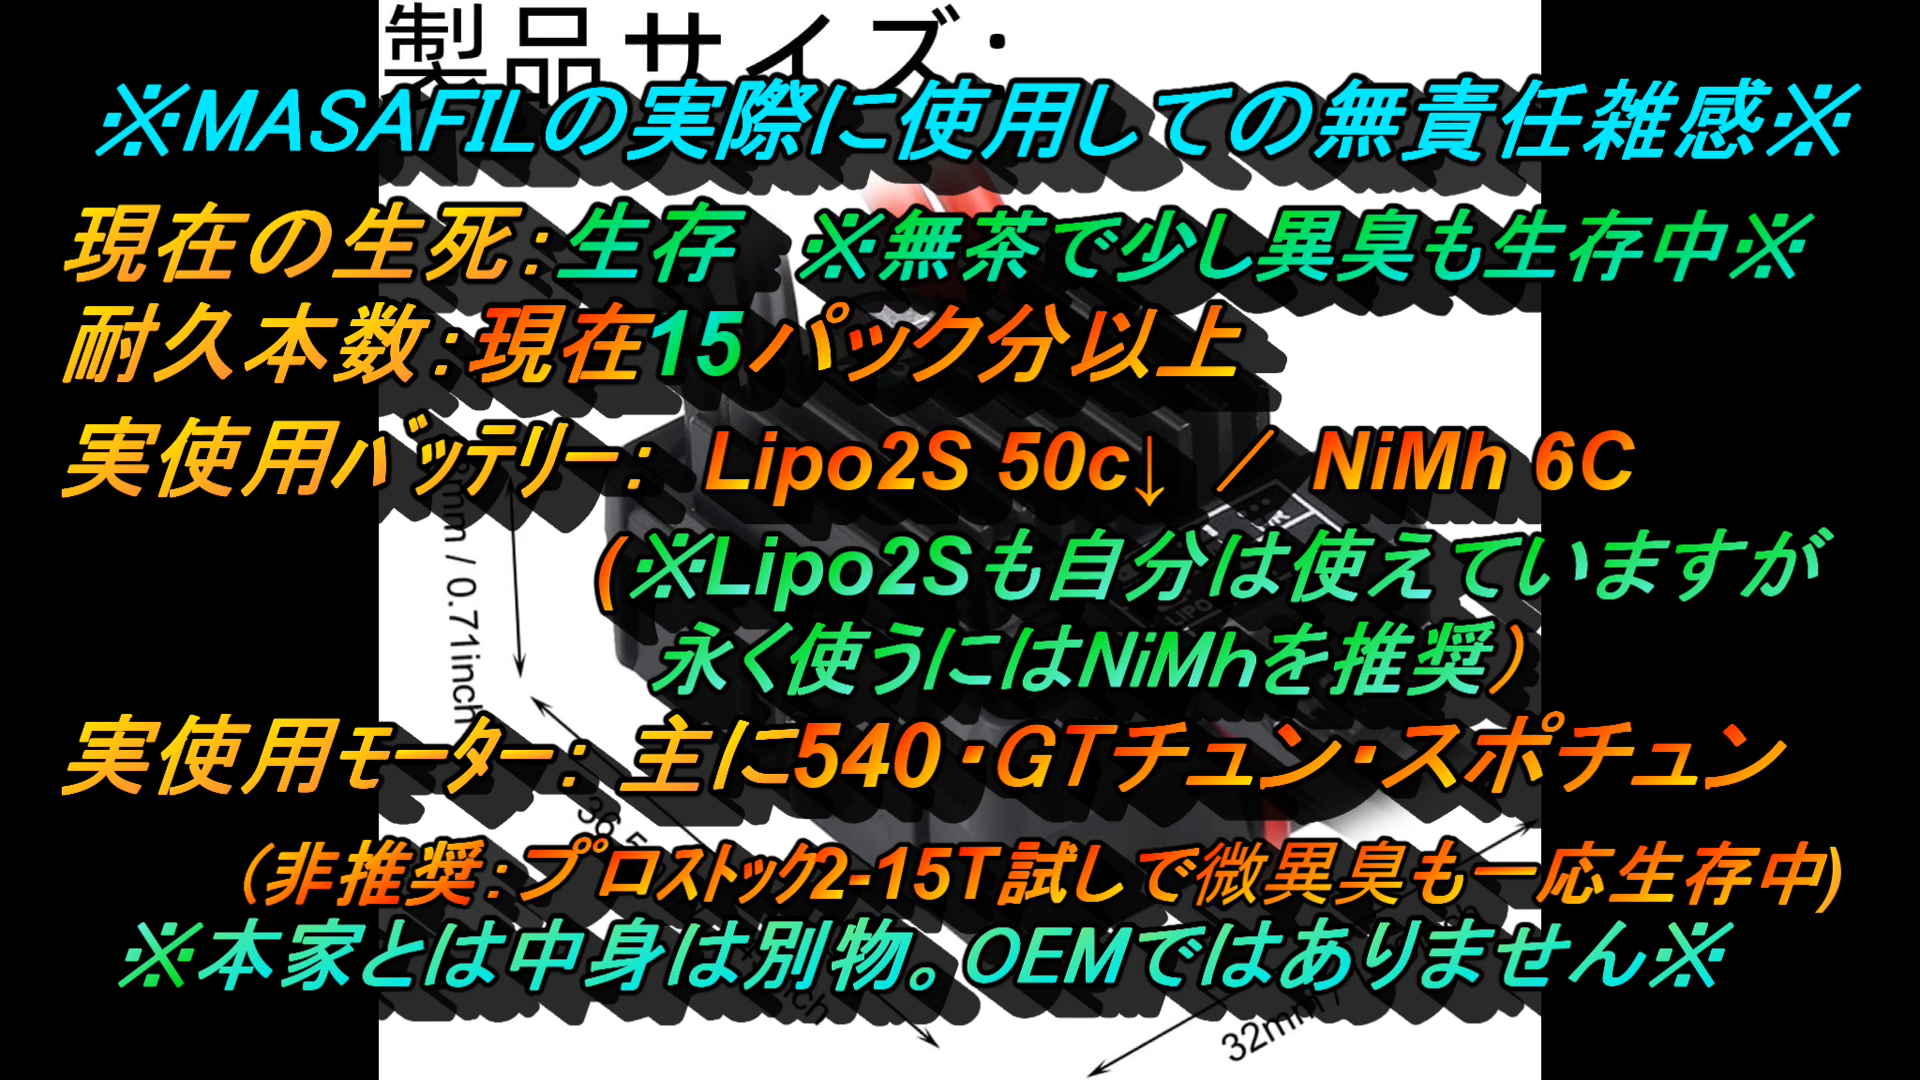 製品サイズ:
※MASAFILの実際に使用しての無責任雑感※
現在の生死：生存　※無茶で少し異臭も生存中※
耐久本数：現在15パック分以上
実使用ﾊﾞｯﾃﾘｰ： Lipo2S 50c↓ ／ NiMh 6C
(※Lipo2Sも自分は使えていますが
永く使うにはNiMhを推奨）
実使用ﾓｰﾀｰ： 主に540・GTチューン・スポチューン
（非推奨：ﾌﾟﾛｽﾄｯｸ2-15T試しで微異臭も一応生存中)
※本家とは中身は別物。OEMではありません※
mm / 0.71inch
36.5
inch
32mm /
LIPO